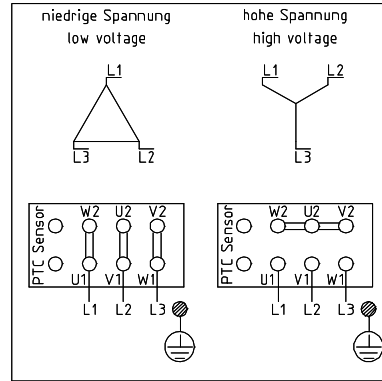 niedrige Spannung
low voltage
hohe Spannung
high voltage
L1
L3 L2
L1 L2
L3
PTC Sensor
W2 U2 V2
U1 V1 W1
L1 L2 L3
PTC Sensor
W2 U2 V2
U1 V1 W1
L1 L2 L3